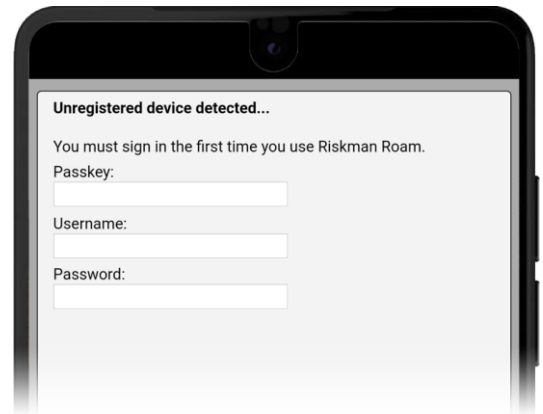 Unregistered device detected...
You must sign in the first time you use Riskman Roam.
Passkey:
Username:
Password: